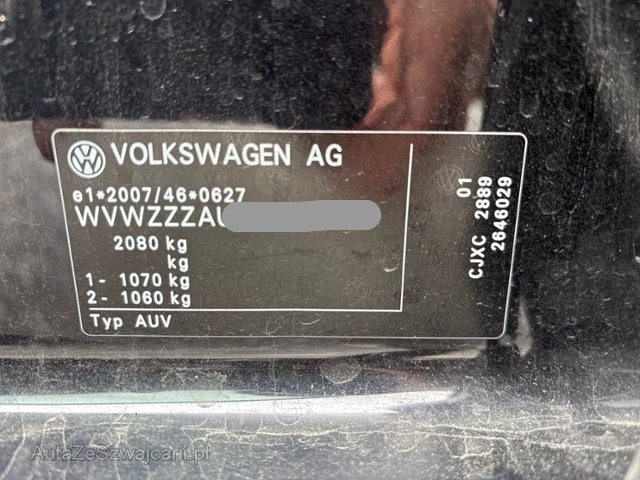 VOLKSWAGEN AG
e1*2007/46*0627
WVWZZZAU
2080 kg
kg
1- 1070 kg
2- 1060 kg
Typ AUV
01
CJXC 2889
2646029
AutaZeSzwajcarii.pl